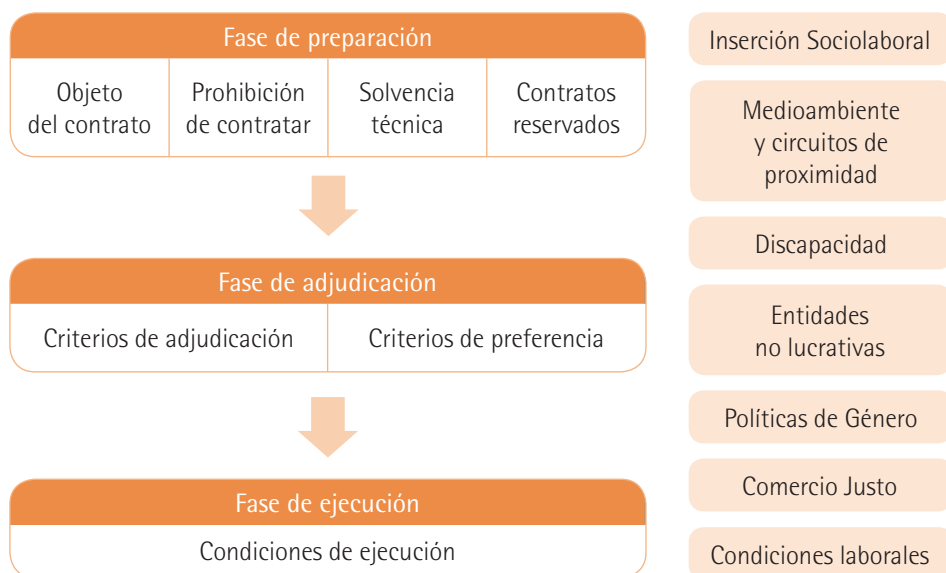 Fase de preparación
Objeto
del contrato
Prohibición
de contratar
Solvencia
técnica
Contratos
reservados
Fase de adjudicación
Criterios de adjudicación
Criterios de preferencia
Fase de ejecución
Condiciones de ejecución
Inserción Sociolaboral
Medioambiente
y circuitos de
proximidad
Discapacidad
Entidades
no lucrativas
Políticas de Género
Comercio Justo
Condiciones laborales